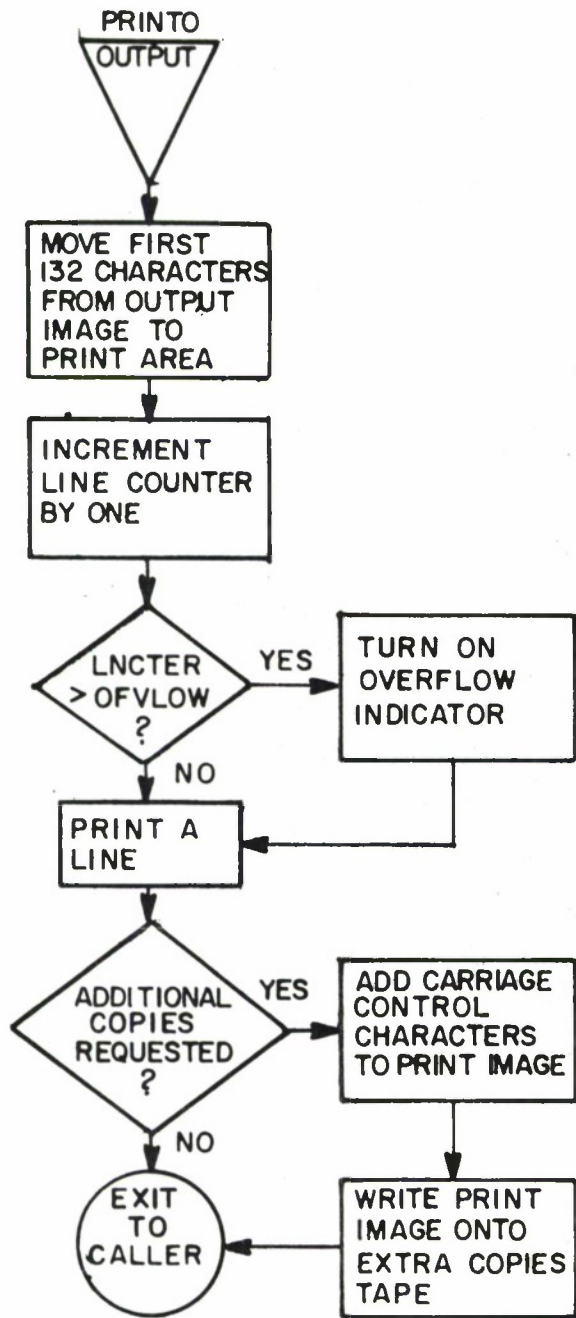 PRINTO
OUTPUT
MOVE FIRST
132 CHARACTERS
FROM OUTPUT
IMAGE TO
PRINT AREA
INCREMENT
LINE COUNTER
BY ONE
LNCTER
> OFVLOW
?
YES
TURN ON
OVERFLOW
INDICATOR
NO
PRINT A
LINE
ADDITIONAL
COPIES
REQUESTED
?
YES
ADD CARRIAGE
CONTROL
CHARACTERS
TO PRINT IMAGE
NO
WRITE PRINT
IMAGE ONTO
EXTRA COPIES
TAPE
EXIT
TO
CALLER